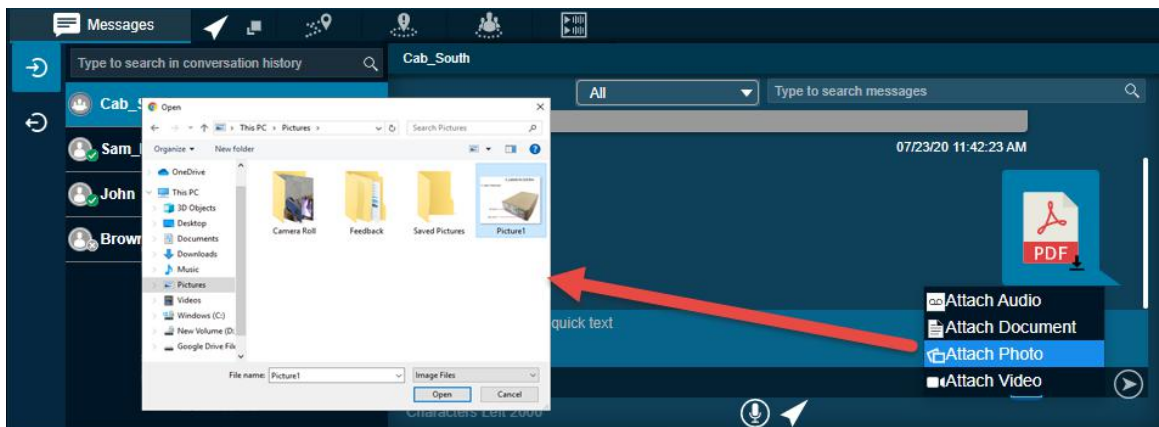 Messages
Type to search in conversation history
Cab_South
Cab_S
Sam_
John
Brown
All
Type to search messages
07/23/20 11:42:23 AM
PDF
Open
This PC > Pictures >
Search Pictures
Organize
New folder
OneDrive
This PC
3D Objects
Desktop
Documents
Downloads
Music
Pictures
Videos
Windows (C:)
New Volume (D:
Google Drive File
Camera Roll
Feedback
Saved Pictures
Picture1
File name: Picture1
Image Files
Open
Cancel
quick text
Attach Audio
Attach Document
Attach Photo
Attach Video
Characters Left 2000